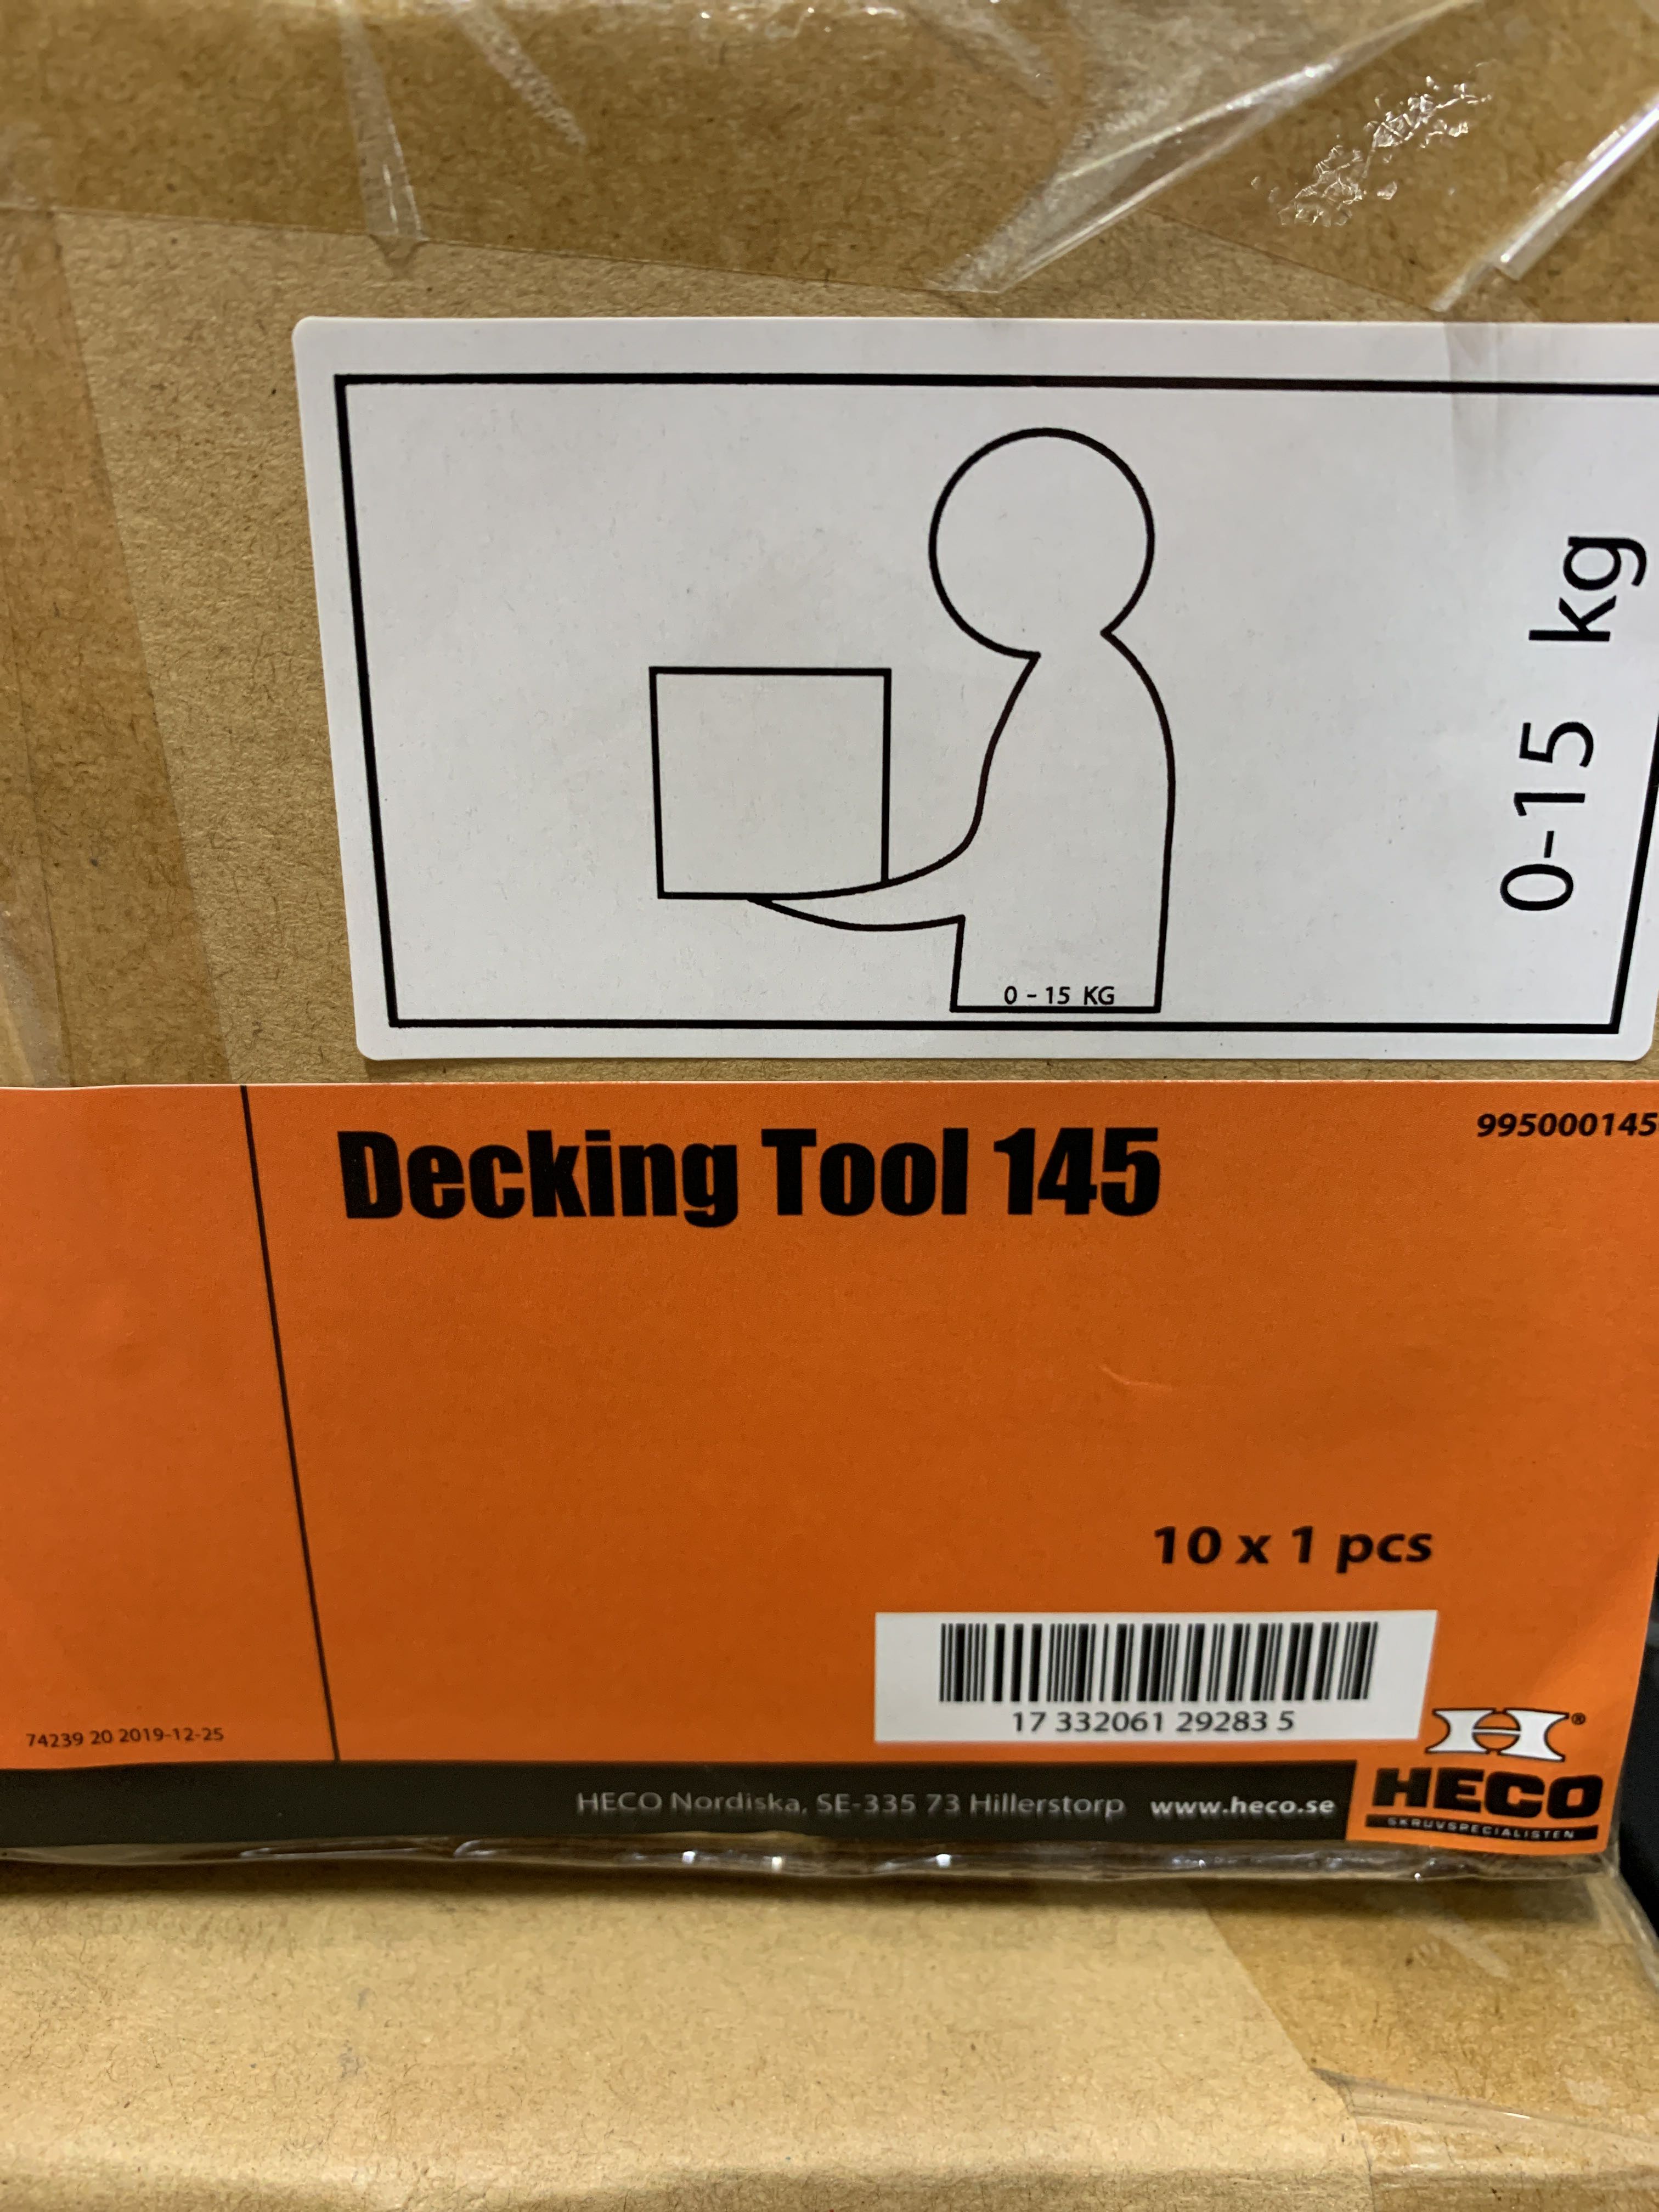 0-15 kg
0 - 15 KG
Decking Tool 145
995000145
10 x 1 pcs
17 332061 29283 5
74239 20 2019-12-25
HECO Nordiska, SE-335 73 Hillerstorp www.heco.se
H®
HECO
SKRUVSPECIALISTEN